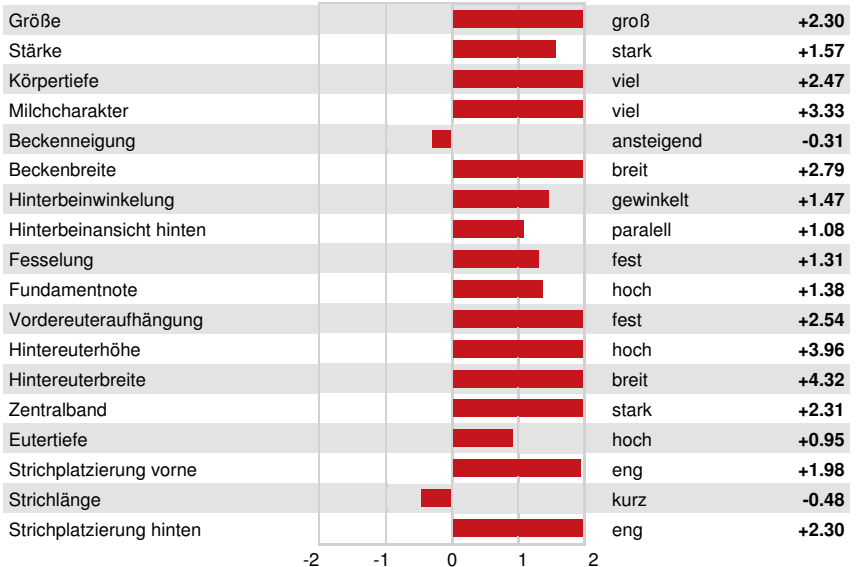 Größe groß +2.30
Stärke stark +1.57
Körpertiefe viel +2.47
Milchcharakter viel +3.33
Beckenneigung ansteigend -0.31
Beckenbreite breit +2.79
Hinterbeinwinkelung gewinkelt +1.47
Hinterbeinansicht hinten paralell +1.08
Fesselung fest +1.31
Fundamentnote hoch +1.38
Vordereuteraufhängung fest +2.54
Hintereuterhöhe hoch +3.96
Hintereuterbreite breit +4.32
Zentralband stark +2.31
Eutertiefe hoch +0.95
Strichplatzierung vorne eng +1.98
Strichlänge kurz -0.48
Strichplatzierung hinten eng +2.30
-2 -1 0 1 2